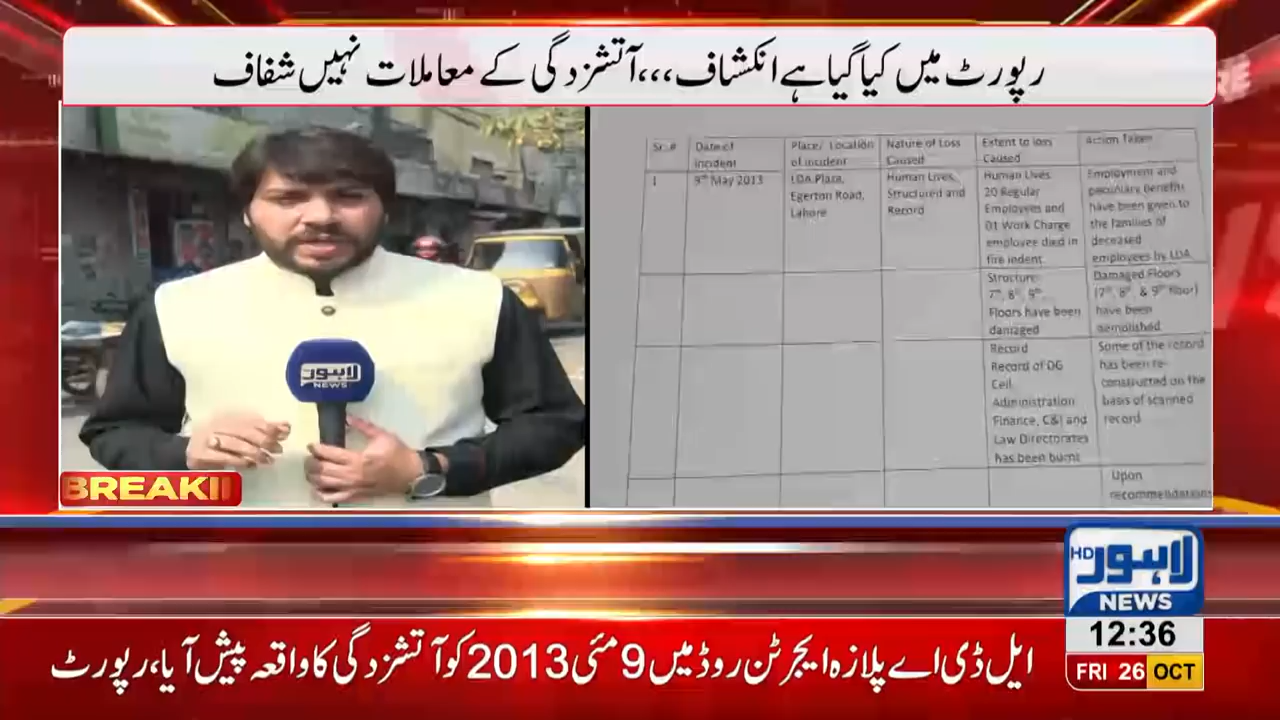 رپورٹ میں کیا گیا ہے انکشاف،،،آتشزدگی کے معاملات نہیں شفاف
Sr. # Date of incident Place/ Location of incident Nature of Loss Caused Extent to loss Caused Action Taken
1 9th May 2013 LDA Plaza, Egerton Road, Lahore Human Lives, Structured and Record
Human Lives
20 Regular
Employees and
01 Work Charge
employee died in
fire indent
Employment and
pecuniary benefits
have been given to
the families of
deceased
employees by LDA
Structure
7th, 8th, 9th
Floors have been
damaged
Damaged Floors
(7th, 8th, & 9th floor)
have been
demolished
Record
Record of DG
Cell,
Administration
Finance, C&I and
Law Directorates
has been burnt
Some of the record
has been re-
constructed on the
basis of scanned
record
Upon
recommendations
لاہور
NEWS
BREAKI
HD لاہور
NEWS
12:36
FRI 26 OCT
ایل ڈی اے پلازہ ایجرٹن روڈ میں 9 مئی 2013 کو آتشزدگی کا واقعہ پیش آیا، رپورٹ